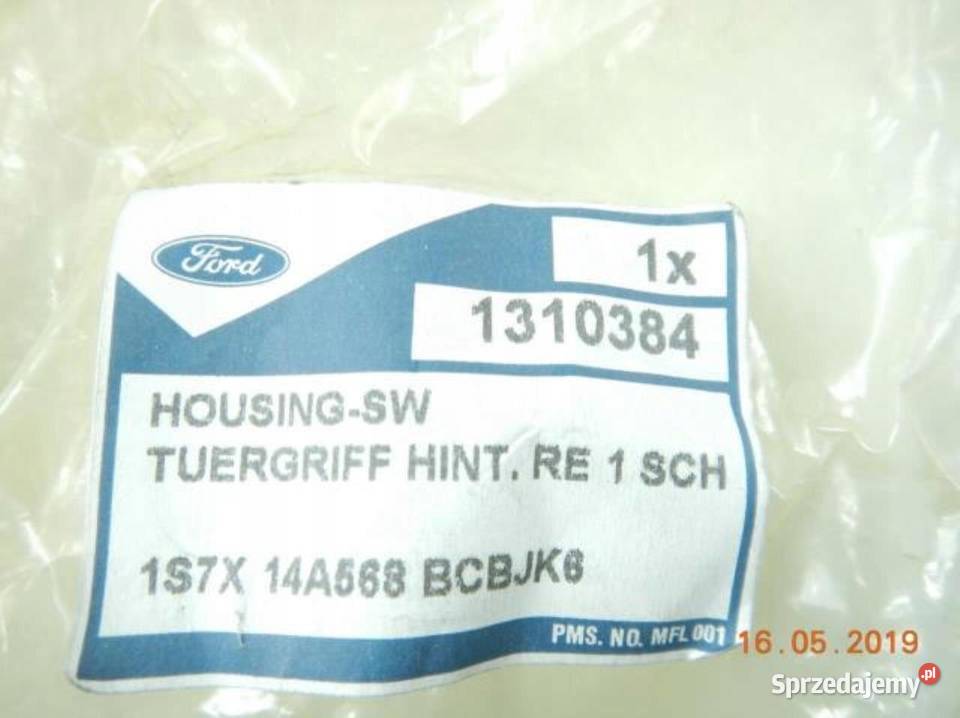 Ford
1x
1310384
HOUSING-SW
TUERGRIFF HINT. RE 1 SCH
1S7X 14A568 BCBJK6
PMS. NO. MFL 001
16.05.2019
Sprzedajemy.pl